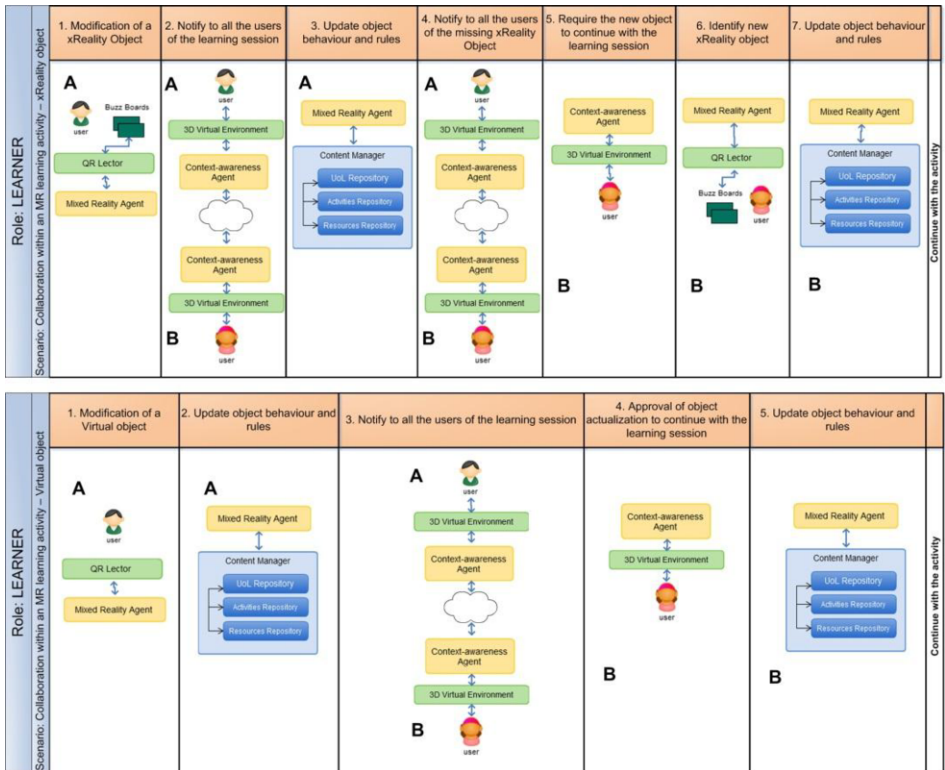 Role: LEARNER
Scenario: Collaboration within an MR learning activity – xReality object
1. Modification of a
xReality Object
A
Buzz Boards
user
QR Lector
Mixed Reality Agent
2. Notify to all the users
of the learning session
A
user
3D Virtual Environment
Context-awareness
Agent
Context-awareness
Agent
3D Virtual Environment
B
user
3. Update object
behaviour and rules
A
Mixed Reality Agent
Content Manager
UoL Repository
Activities Repository
Resources Repository
4. Notify to all the users
of the missing xReality
Object
A
user
3D Virtual Environment
Context-awareness
Agent
Context-awareness
Agent
3D Virtual Environment
B
user
5. Require the new object
to continue with the
learning session
Context-awareness
Agent
3D Virtual Environment
user
B
6. Identify new
xReality object
Mixed Reality Agent
QR Lector
Buzz Boards
user
B
7. Update object behaviour
and rules
Mixed Reality Agent
Content Manager
UoL Repository
Activities Repository
Resources Repository
B
Continue with the activity
Role: LEARNER
Scenario: Collaboration within an MR learning activity – Virtual object
1. Modification of a
Virtual object
A
user
QR Lector
Mixed Reality Agent
2. Update object behaviour and
rules
A
Mixed Reality Agent
Content Manager
UoL Repository
Activities Repository
Resources Repository
3. Notify to all the users of the learning session
A
user
3D Virtual Environment
Context-awareness
Agent
Context-awareness
Agent
3D Virtual Environment
B
user
4. Approval of object
actualization to continue with the
learning session
Context-awareness
Agent
3D Virtual Environment
user
B
5. Update object behaviour and
rules
Mixed Reality Agent
Content Manager
UoL Repository
Activities Repository
Resources Repository
B
Continue with the activity